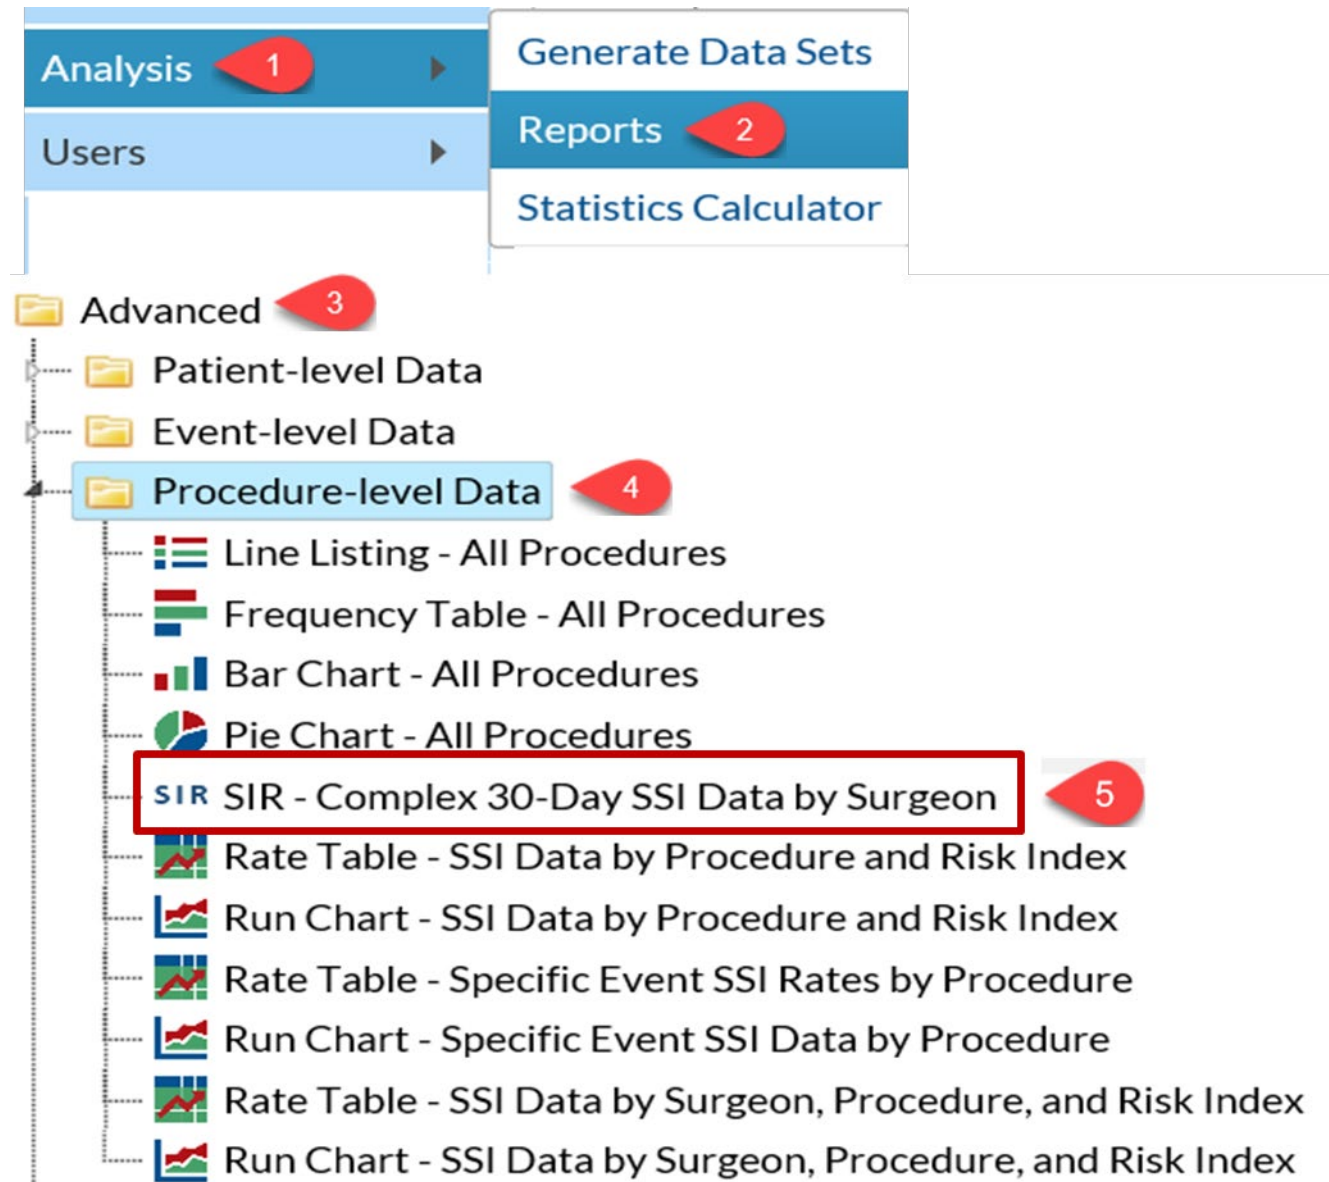 Analysis 1
Users
Generate Data Sets
Reports 2
Statistics Calculator
Advanced 3
Patient-level Data
Event-level Data
Procedure-level Data 4
Line Listing - All Procedures
Frequency Table - All Procedures
Bar Chart - All Procedures
Pie Chart - All Procedures
SIR SIR - Complex 30-Day SSI Data by Surgeon 5
Rate Table - SSI Data by Procedure and Risk Index
Run Chart - SSI Data by Procedure and Risk Index
Rate Table - Specific Event SSI Rates by Procedure
Run Chart - Specific Event SSI Data by Procedure
Rate Table - SSI Data by Surgeon, Procedure, and Risk Index
Run Chart - SSI Data by Surgeon, Procedure, and Risk Index